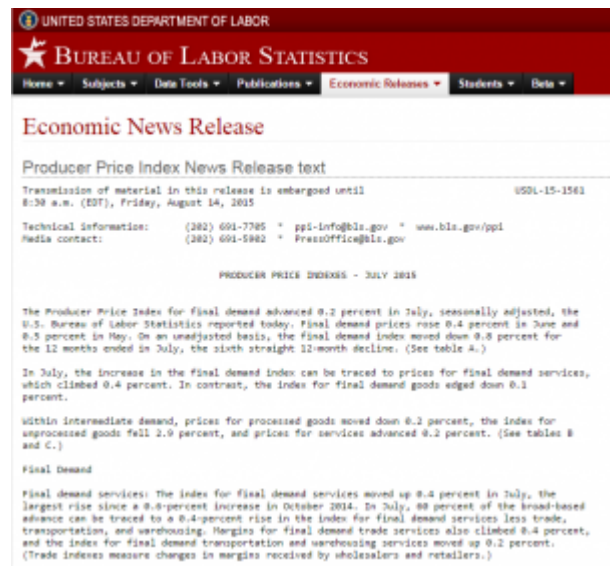 UNITED STATES DEPARTMENT OF LABOR
BUREAU OF LABOR STATISTICS
Home Subjects Data Tools Publications Economic Releases Students Beta
Economic News Release
Producer Price Index News Release text
Transmission of material in this release is embargoed until USDL-15-1561
8:30 a.m. (EDT), Friday, August 14, 2015
Technical information: (202) 691-7705 * ppi-info@bls.gov * www.bls.gov/ppi
Media contact: (202) 691-5902 * PressOffice@bls.gov
PRODUCER PRICE INDEXES - JULY 2015
The Producer Price Index for final demand advanced 0.2 percent in July, seasonally adjusted, the
U.S. Bureau of Labor Statistics reported today. Final demand prices rose 0.4 percent in June and
0.5 percent in May. On an unadjusted basis, the final demand index moved down 0.8 percent for
the 12 months ended in July, the sixth straight 12-month decline. (See table A.)
In July, the increase in the final demand index can be traced to prices for final demand services,
which climbed 0.4 percent. In contrast, the index for final demand goods edged down 0.1
percent.
Within intermediate demand, prices for processed goods moved down 0.2 percent, the index for
unprocessed goods fell 2.9 percent, and prices for services advanced 0.2 percent. (See tables B
and C.)
Final Demand
Final demand services: The index for final demand services moved up 0.4 percent in July, the
largest rise since a 0.6-percent increase in October 2014. In July, 60 percent of the broad-based
advance can be traced to a 0.4-percent rise in the index for final demand services less trade,
transportation, and warehousing. Margins for final demand trade services also climbed 0.4 percent,
and the index for final demand transportation and warehousing services moved up 0.2 percent.
(Trade indexes measure changes in margins received by wholesalers and retailers.)